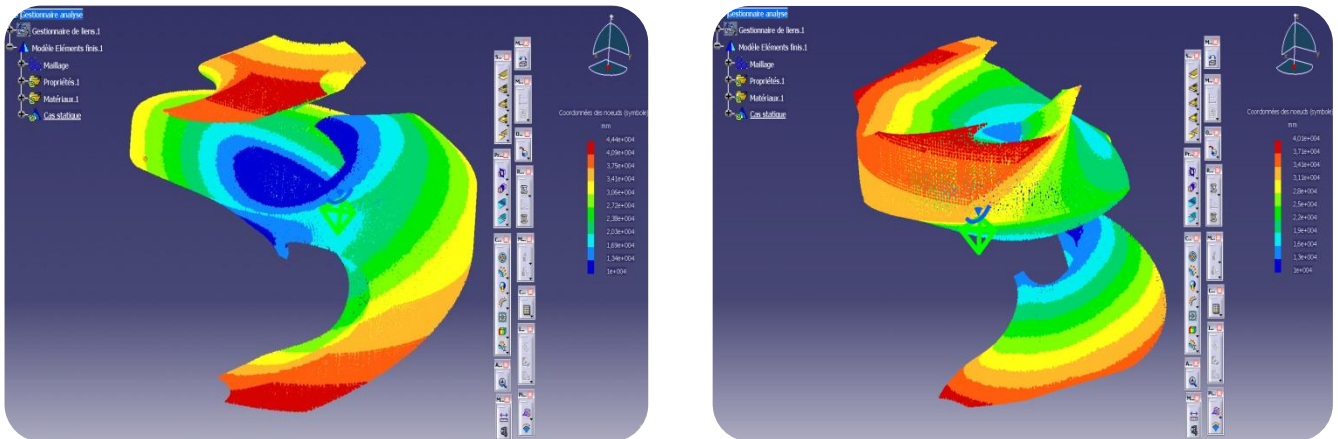 Gestionnaire analyse
Gestionnaire de liens.1
Modèle Eléments finis.1
Maillage
Propriétés.1
Matériaux.1
Cas statique
Coordonnées des noeuds (symbole)
mm
4,44e+004
4,09e+004
3,75e+004
3,41e+004
3,06e+004
2,72e+004
2,38e+004
2,03e+004
1,69e+004
1,34e+004
1e+004
Gestionnaire analyse
Gestionnaire de liens.1
Modèle Eléments finis.1
Maillage
Propriétés.1
Matériaux.1
Cas statique
Coordonnées des noeuds (symbole)
mm
4,01e+004
3,71e+004
3,41e+004
3,11e+004
2,8e+004
2,5e+004
2,2e+004
1,9e+004
1,6e+004
1,3e+004
1e+004